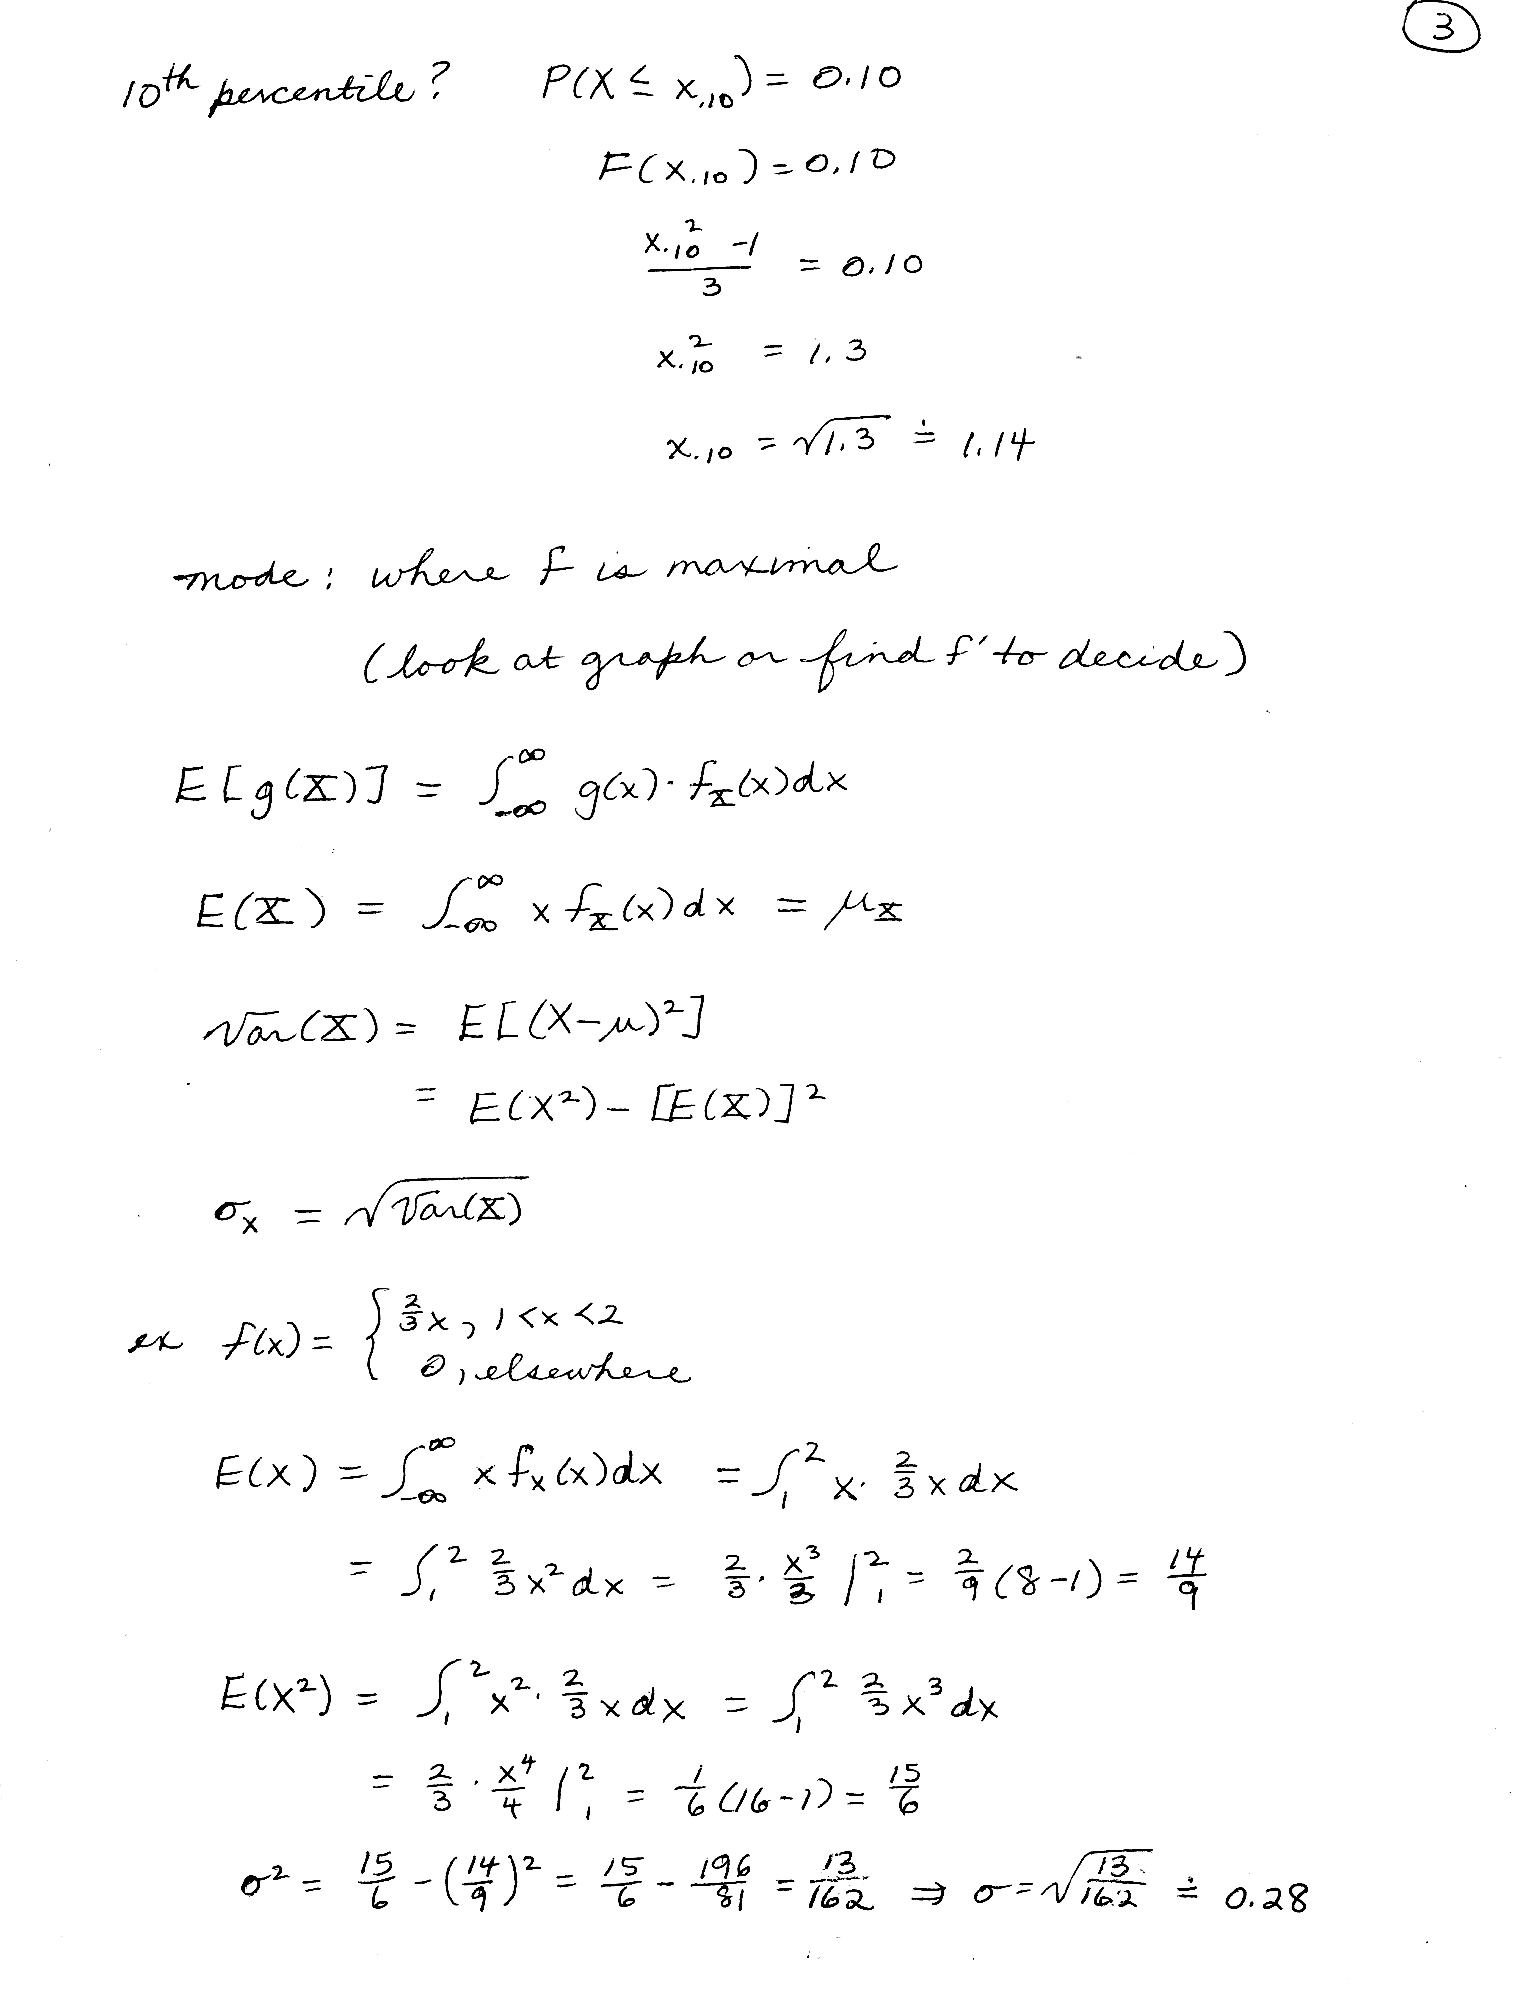 3
10th percentile? P(X ≤ x.10) = 0.10
F(x.10) = 0.10
(x.10² - 1)/3 = 0.10
x.10² = 1.3
x.10 = √1.3 ≐ 1.14
mode: where f is maximal
(look at graph or find f' to decide)
E[g(X)] = ∫_{-∞}^{∞} g(x)·f_X(x)dx
E(X) = ∫_{-∞}^{∞} x f_X(x)dx = μ_X
Var(X) = E[(X-μ)²]
= E(X²) - [E(X)]²
σ_X = √Var(X)
ex f(x) = { 2/3 x, 1<x<2
0, elsewhere
E(X) = ∫_{-∞}^{∞} x f_X(x)dx = ∫_1^2 x· 2/3 x dx
= ∫_1^2 2/3 x² dx = 2/3 · x³/3 |_1^2 = 2/9 (8-1) = 14/9
E(X²) = ∫_1^2 x² · 2/3 x dx = ∫_1^2 2/3 x³ dx
= 2/3 · x⁴/4 |_1^2 = 1/6 (16-1) = 15/6
σ² = 15/6 - (14/9)² = 15/6 - 196/81 = 13/162 ⇒ σ = √(13/162) ≐ 0.28